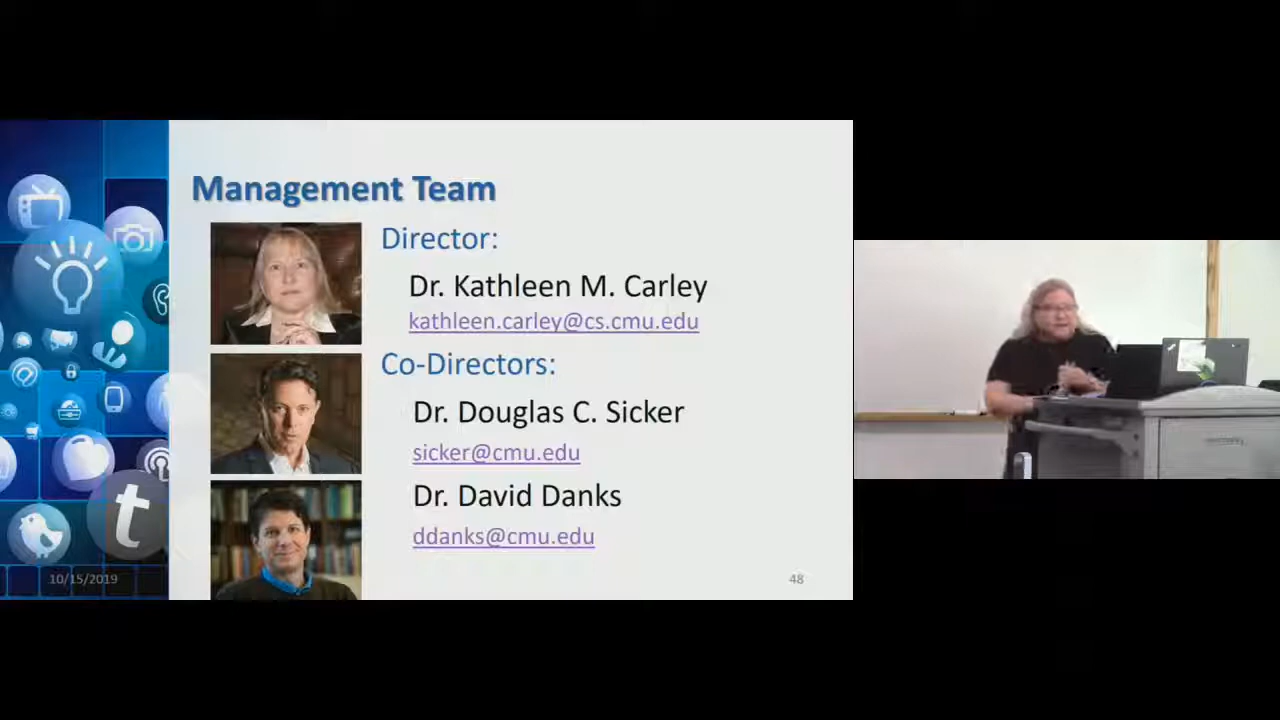 Management Team
Director:
Dr. Kathleen M. Carley
kathleen.carley@cs.cmu.edu
Co-Directors:
Dr. Douglas C. Sicker
sicker@cmu.edu
Dr. David Danks
ddanks@cmu.edu
t
10/15/2019
48